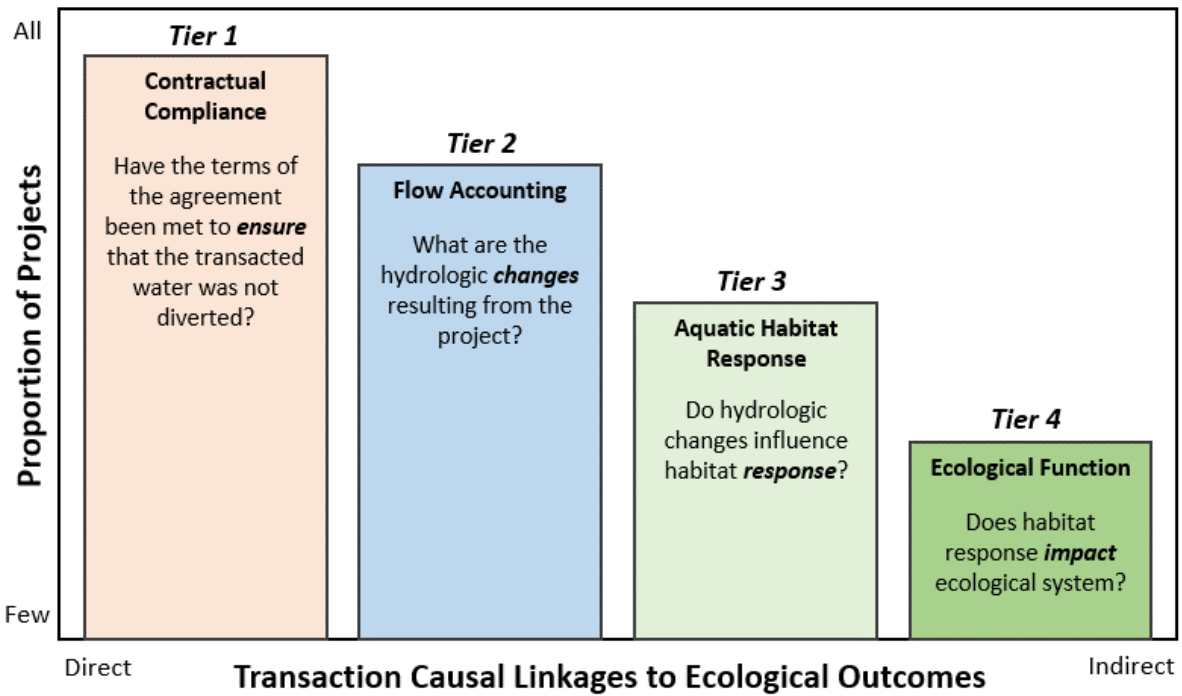 All
Proportion of Projects
Few
Tier 1
Contractual
Compliance
Have the terms of
the agreement
been met to ensure
that the transacted
water was not
diverted?
Tier 2
Flow Accounting
What are the
hydrologic changes
resulting from the
project?
Tier 3
Aquatic Habitat
Response
Do hydrologic
changes influence
habitat response?
Tier 4
Ecological Function
Does habitat
response impact
ecological system?
Direct
Transaction Causal Linkages to Ecological Outcomes
Indirect